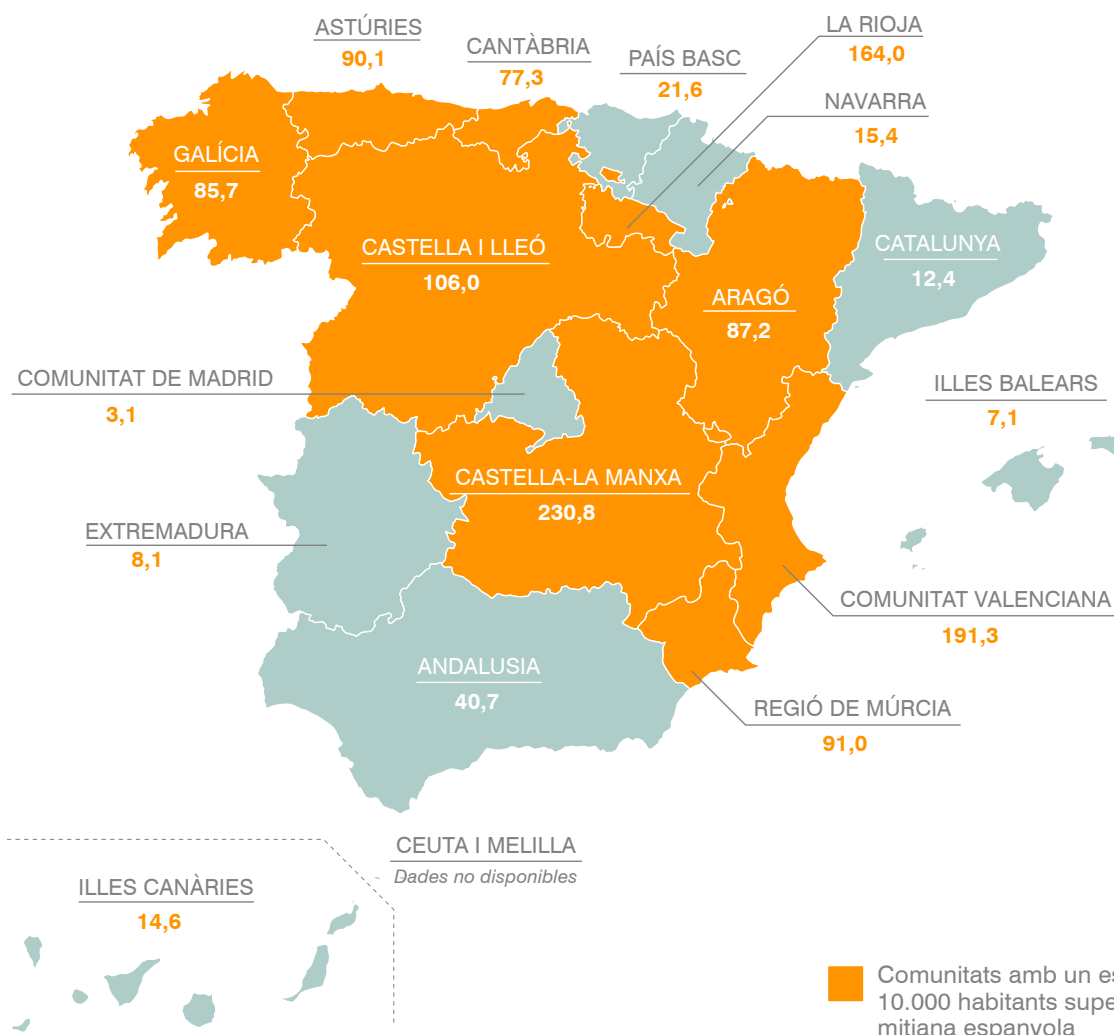 ASTÚRIES
90,1
CANTÀBRIA
77,3
PAÍS BASC
21,6
LA RIOJA
164,0
NAVARRA
15,4
GALÍCIA
85,7
CASTELLA I LLEÓ
106,0
CATALUNYA
12,4
ARAGÓ
87,2
COMUNITAT DE MADRID
3,1
ILLES BALEARS
7,1
CASTELLA-LA MANXA
230,8
EXTREMADURA
8,1
COMUNITAT VALENCIANA
191,3
ANDALUSIA
40,7
REGIÓ DE MÚRCIA
91,0
CEUTA I MELILLA
Dades no disponibles
ILLES CANÀRIES
14,6
Comunitats amb un
10.000 habitants
mitjana espanyola